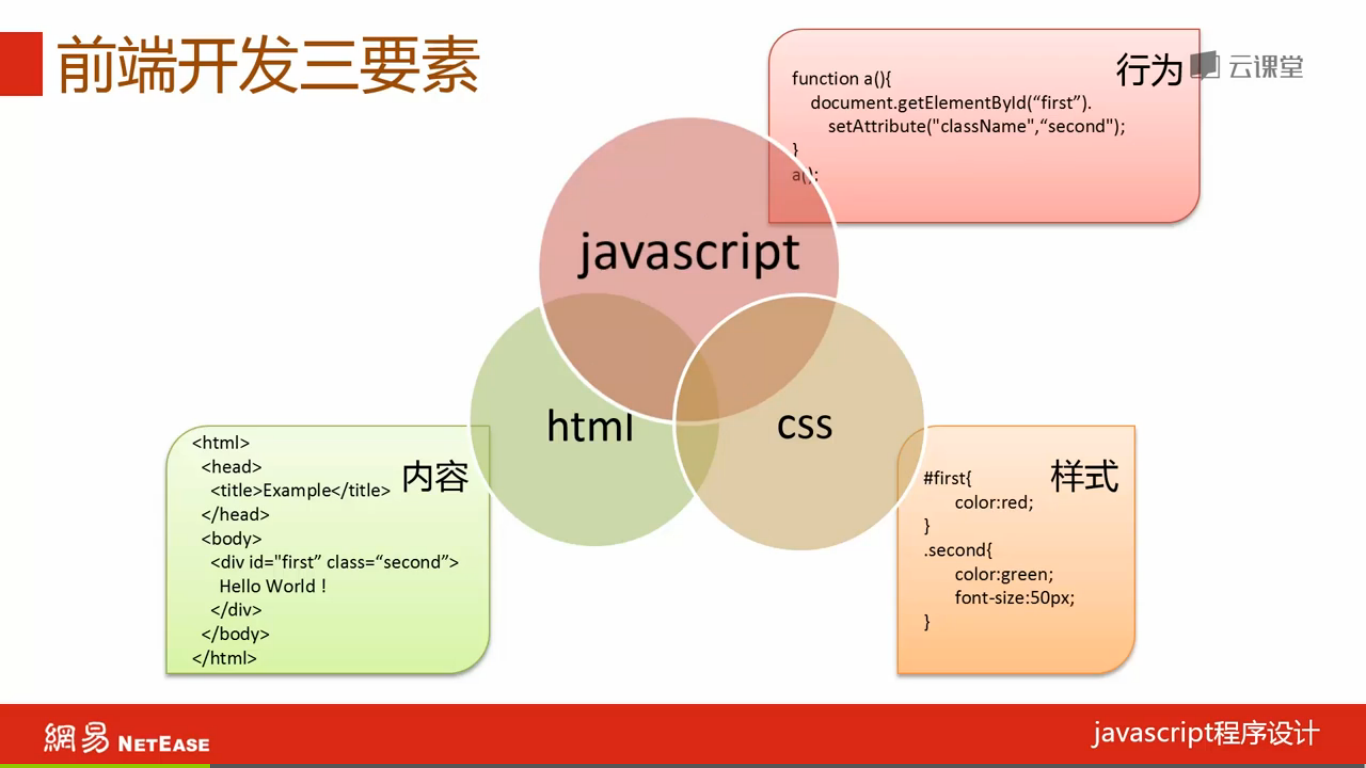 前端开发三要素
行为
云课堂
function a(){
document.getElementById(“first”).
setAttribute("className",“second");
}
a();
javascript
html
css
<html>
<head>
<title>Example</title>
</head>
<body>
<div id="first” class=“second”>
Hello World !
</div>
</body>
</html>
内容
样式
#first{
color:red;
}
.second{
color:green;
font-size:50px;
}
網易 NETEASE
javascript程序设计